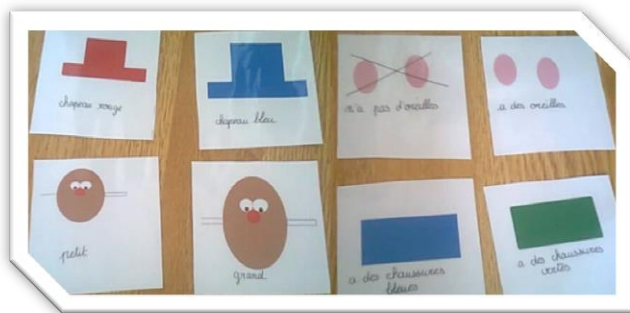 chapeau rouge
chapeau bleu
n'a pas d'oreilles
a des oreilles
petit
grand
a des chaussures
bleues
a des chaussures
vertes